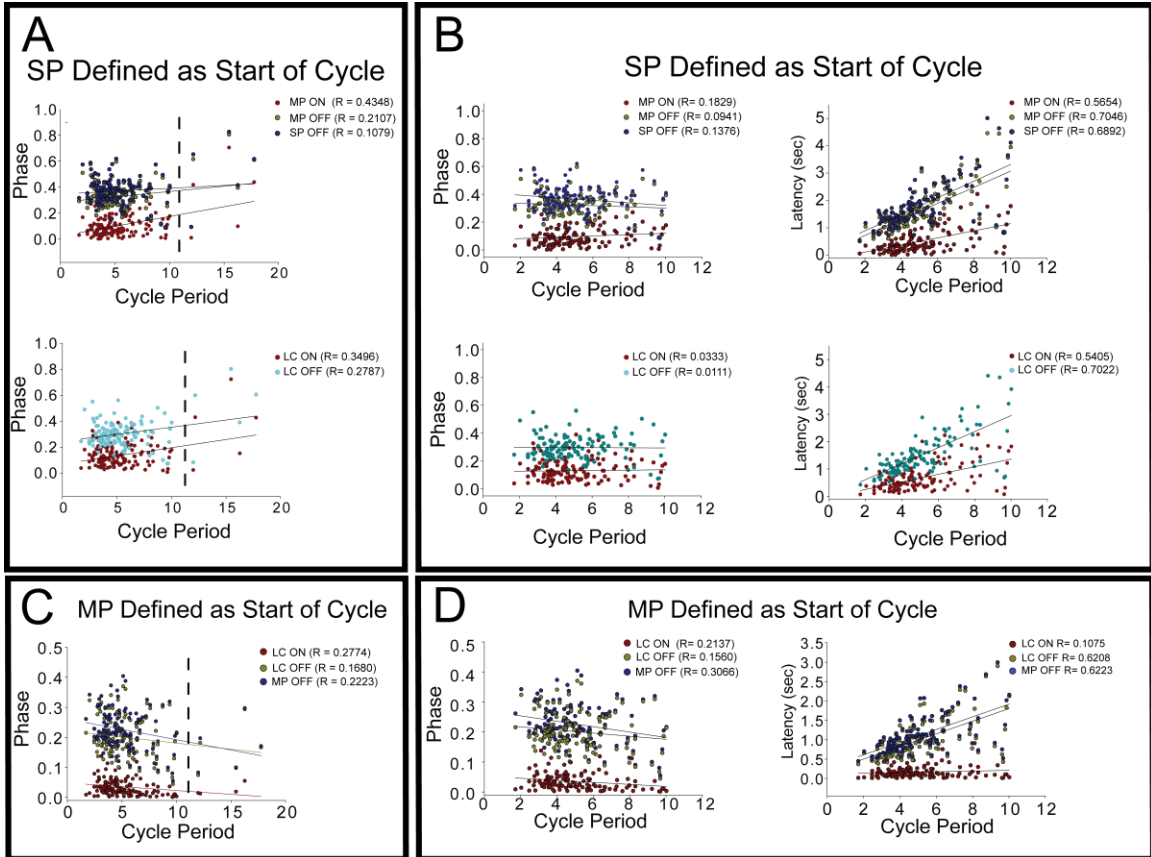 A
SP Defined as Start of Cycle
MP ON (R = 0.4348)
MP OFF (R = 0.2107)
SP OFF (R = 0.1079)
Phase
1.0
0.8
0.6
0.4
0.2
0.0
0 5 10 15 20
Cycle Period
LC ON (R = 0.3496)
LC OFF (R = 0.2787)
Phase
1.0
0.8
0.6
0.4
0.2
0.0
0 5 10 15 20
Cycle Period
B
SP Defined as Start of Cycle
MP ON (R= 0.1829)
MP OFF (R= 0.0941)
SP OFF (R= 0.1376)
Phase
1.0
0.8
0.6
0.4
0.2
0.0
0 2 4 6 8 10 12
Cycle Period
MP ON (R= 0.5654)
MP OFF (R= 0.7046)
SP OFF (R= 0.6892)
Latency (sec)
5
4
3
2
1
0
0 2 4 6 8 10 12
Cycle Period
LC ON (R= 0.0333)
LC OFF (R= 0.0111)
Phase
1.0
0.8
0.6
0.4
0.2
0.0
0 2 4 6 8 10 12
Cycle Period
LC ON (R= 0.5405)
LC OFF (R= 0.7022)
Latency (sec)
5
4
3
2
1
0
0 2 4 6 8 10 12
Cycle Period
C
MP Defined as Start of Cycle
LC ON (R = 0.2774)
LC OFF (R = 0.1680)
MP OFF (R = 0.2223)
Phase
0.5
0.4
0.3
0.2
0.1
0.0
0 5 10 15 20
Cycle Period
D
MP Defined as Start of Cycle
LC ON (R= 0.2137)
LC OFF (R= 0.1560)
MP OFF (R= 0.3066)
Phase
0.5
0.4
0.3
0.2
0.1
0.0
0 2 4 6 8 10 12
Cycle Period
LC ON R= 0.1075
LC OFF R= 0.6208
MP OFF R= 0.6223
Latency (sec)
3.5
3.0
2.5
2.0
1.5
1.0
0.5
0.0
0 2 4 6 8 10 12
Cycle Period